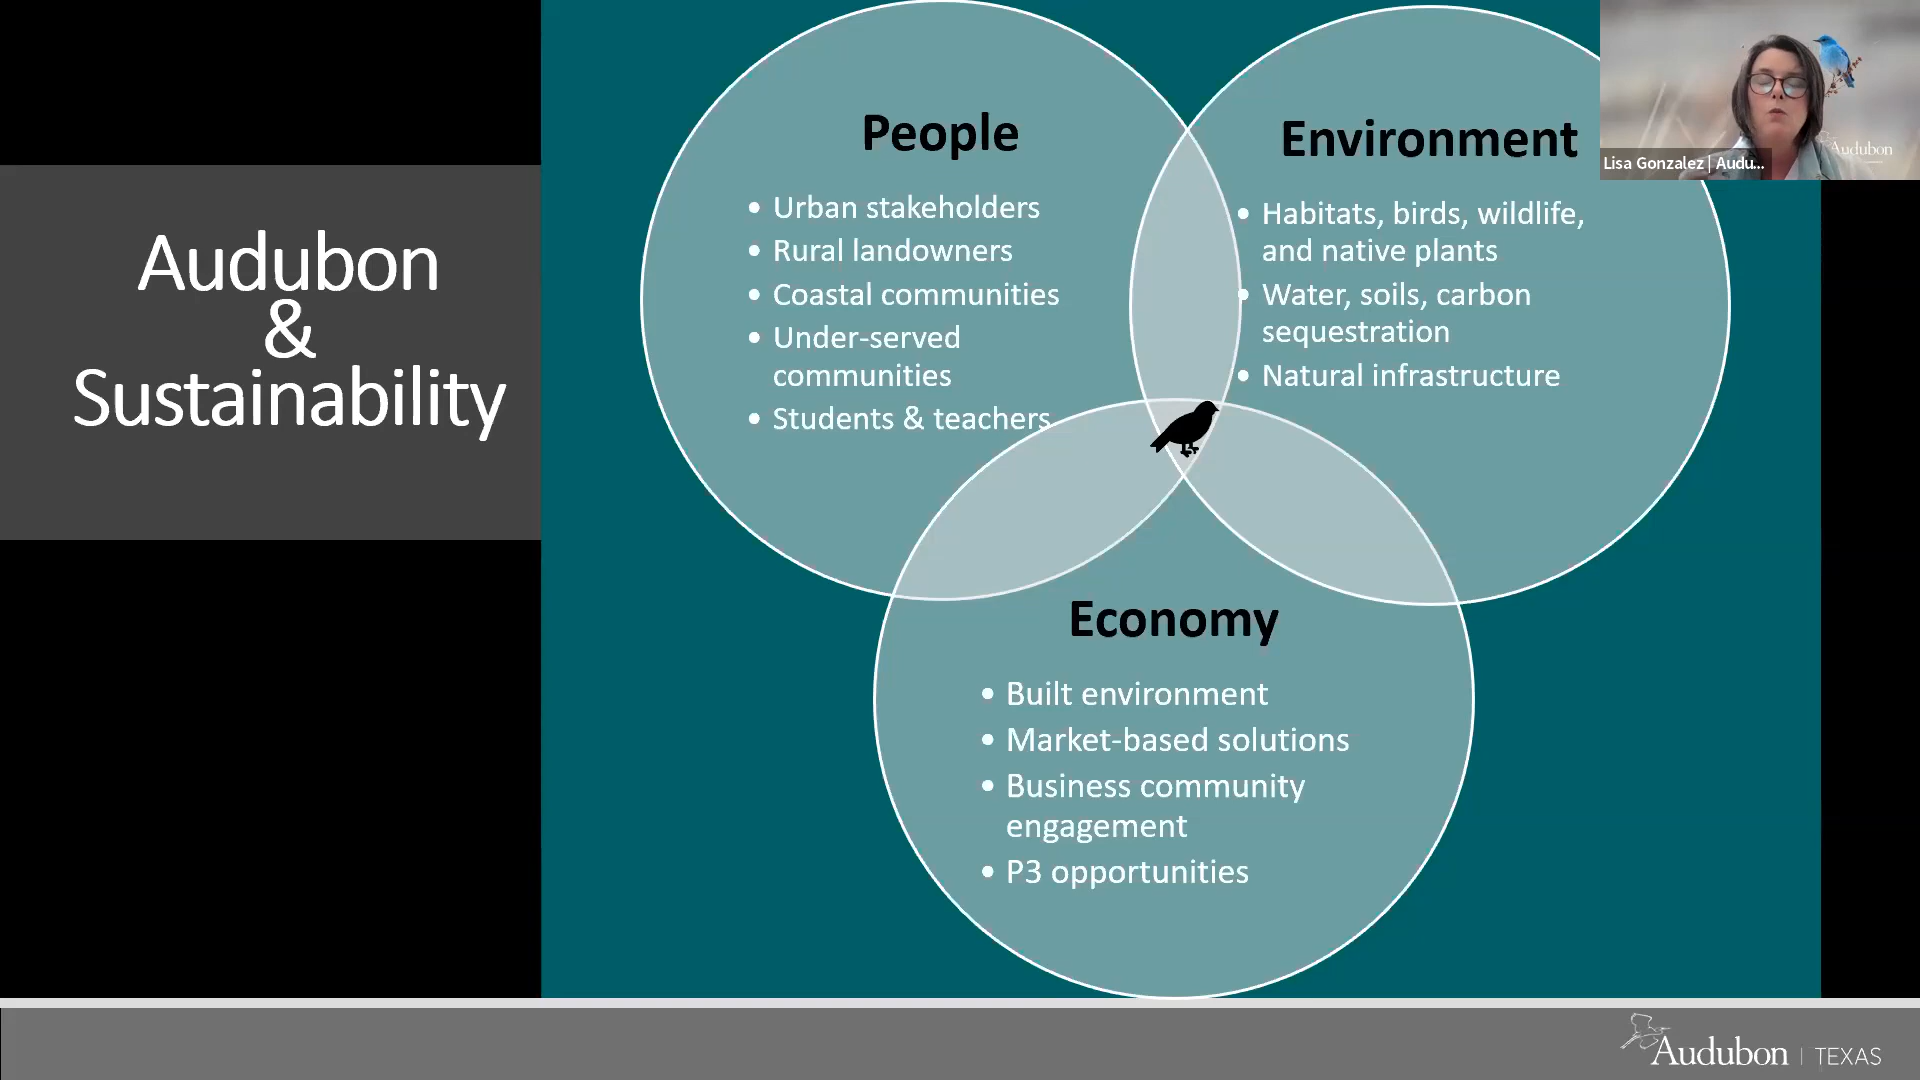 Audubon
&
Sustainability
People
• Urban stakeholders
• Rural landowners
• Coastal communities
• Under-served
communities
• Students & teachers
Environment
• Habitats, birds, wildlife,
and native plants
• Water, soils, carbon
sequestration
• Natural infrastructure
Economy
• Built environment
• Market-based solutions
• Business community
engagement
• P3 opportunities
Audubon
Lisa Gonzalez | Audu...
Audubon | TEXAS